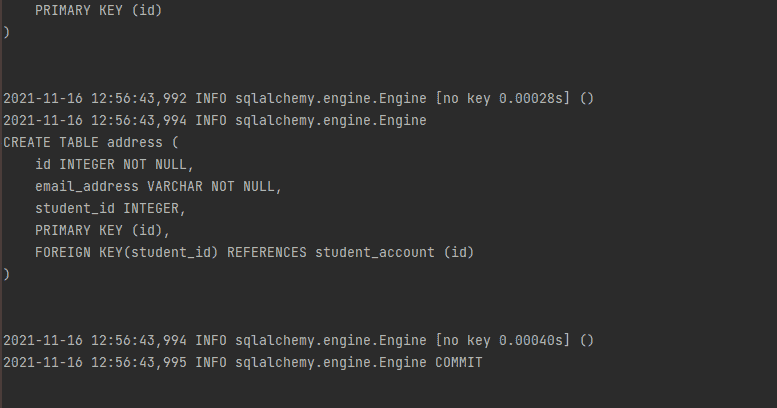 PRIMARY KEY (id)
)
2021-11-16 12:56:43,992 INFO sqlalchemy.engine.Engine [no key 0.00028s] ()
2021-11-16 12:56:43,994 INFO sqlalchemy.engine.Engine
CREATE TABLE address (
    id INTEGER NOT NULL,
    email_address VARCHAR NOT NULL,
    student_id INTEGER,
    PRIMARY KEY (id),
    FOREIGN KEY(student_id) REFERENCES student_account (id)
)
2021-11-16 12:56:43,994 INFO sqlalchemy.engine.Engine [no key 0.00040s] ()
2021-11-16 12:56:43,995 INFO sqlalchemy.engine.Engine COMMIT